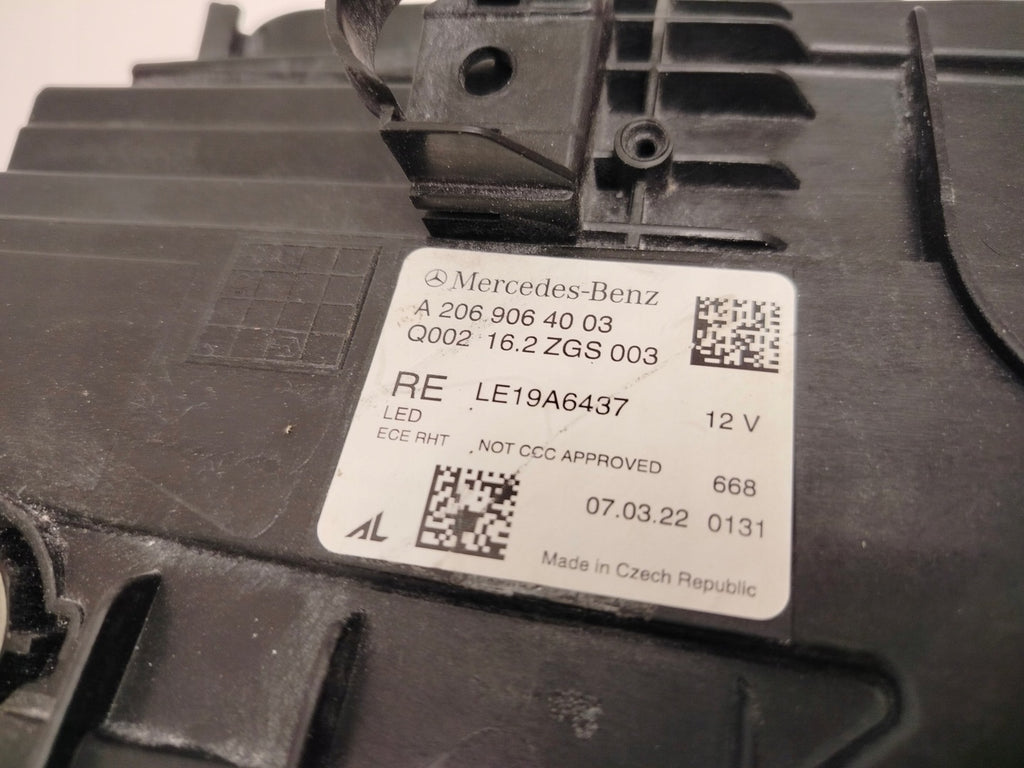 Mercedes-Benz
A 206 906 40 03
Q002 16.2 ZGS 003
RE LE19A6437 12 V
LED
ECE RHT NOT CCC APPROVED 668
07.03.22 0131
AL
Made in Czech Republic